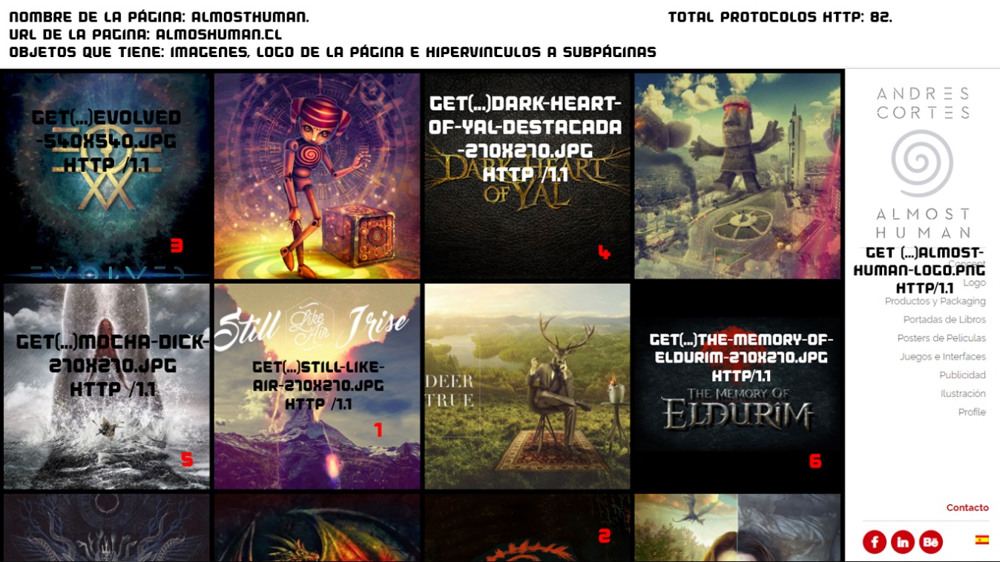 NOMBRE DE LA PÁGINA: ALMOSTHUMAN.
TOTAL PROTOCOLOS HTTP: 82.
URL DE LA PAGINA: ALMOSHUMAN.CL
OBJETOS QUE TIENE: IMAGENES, LOGO DE LA PÁGINA E HIPERVINCULOS A SUBPÁGINAS
GET(...)EVOLVED
-540X540.JPG
HTTP /1.1
3
EVOLVED
GET(...)DARK-HEART-
OF-YAL-DESTACADA
-270X270.JPG
HTTP /1.1
DARK HEART
OF YAL
4
ANDRES
CORTES
ALMOST
HUMAN
GET (...)ALMOST-
HUMAN-LOGO.PNG
HTTP/1.1
Concept
Logo
Productos y Packaging
Portadas de Libros
Posters de Peliculas
Juegos e Interfaces
Publicidad
Ilustración
Profile
GET(...)MOCHA-DICK-
270X270.JPG
HTTP /1.1
5
Still Like Air I rise
GET(...)STILL-LIKE-
AIR-270X270.JPG
HTTP /1.1
1
DEER
TRUE
GET(...)THE-MEMORY-OF-
ELDURIM-270X270.JPG
HTTP/1.1
THE MEMORY OF
ELDURIM
6
2
Contacto
f in Bē